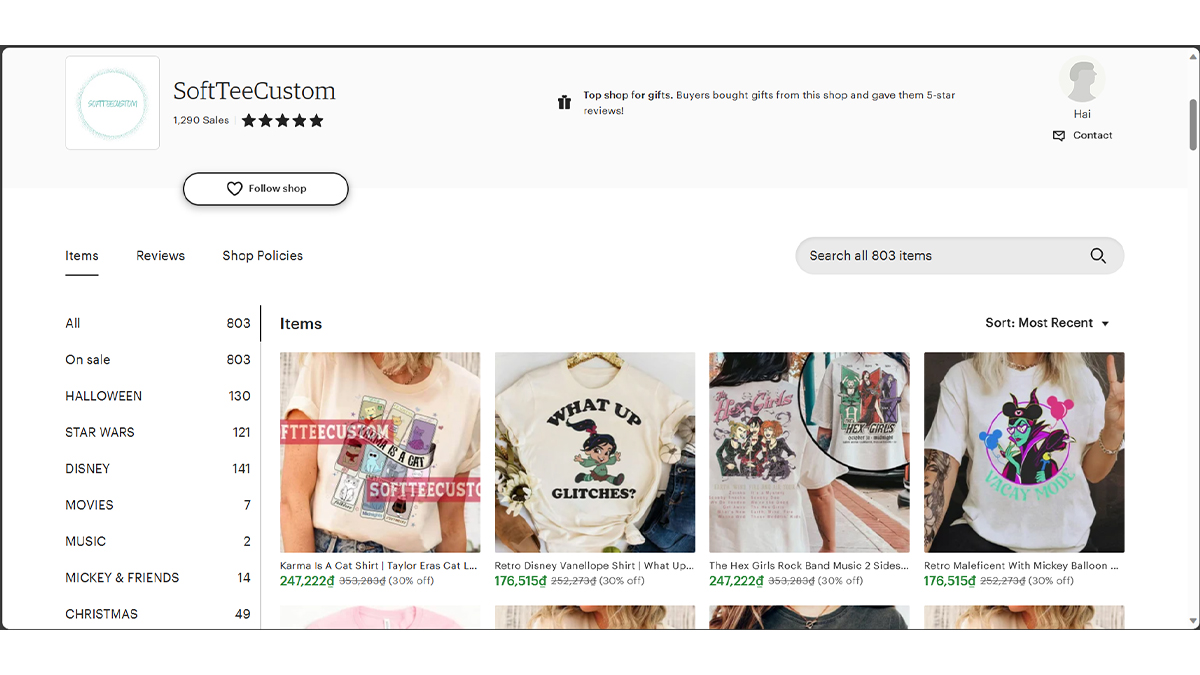 SOFTTEECUSTOM
SoftTeeCustom
1,290 Sales
Top shop for gifts. Buyers bought gifts from this shop and gave them 5-star
reviews!
Hai
Contact
Follow shop
Items
Reviews
Shop Policies
Search all 803 items
All 803
On sale 803
HALLOWEEN 130
STAR WARS 121
DISNEY 141
MOVIES 7
MUSIC 2
MICKEY & FRIENDS 14
CHRISTMAS 49
Items
Sort: Most Recent
FTTEECUSTOM
KARMA IS A CAT
SOFTTEECUSTO
WHAT UP
GLITCHES?
The Hex Girls
THE
HEX GIRLS
VACAY MODE
Karma Is A Cat Shirt | Taylor Eras Cat L...
247,222₫ 353,283₫ (30% off)
Retro Disney Vanellope Shirt | What Up...
176,515₫ 252,273₫ (30% off)
The Hex Girls Rock Band Music 2 Sides...
247,222₫ 353,283₫ (30% off)
Retro Maleficent With Mickey Balloon ...
176,515₫ 252,273₫ (30% off)